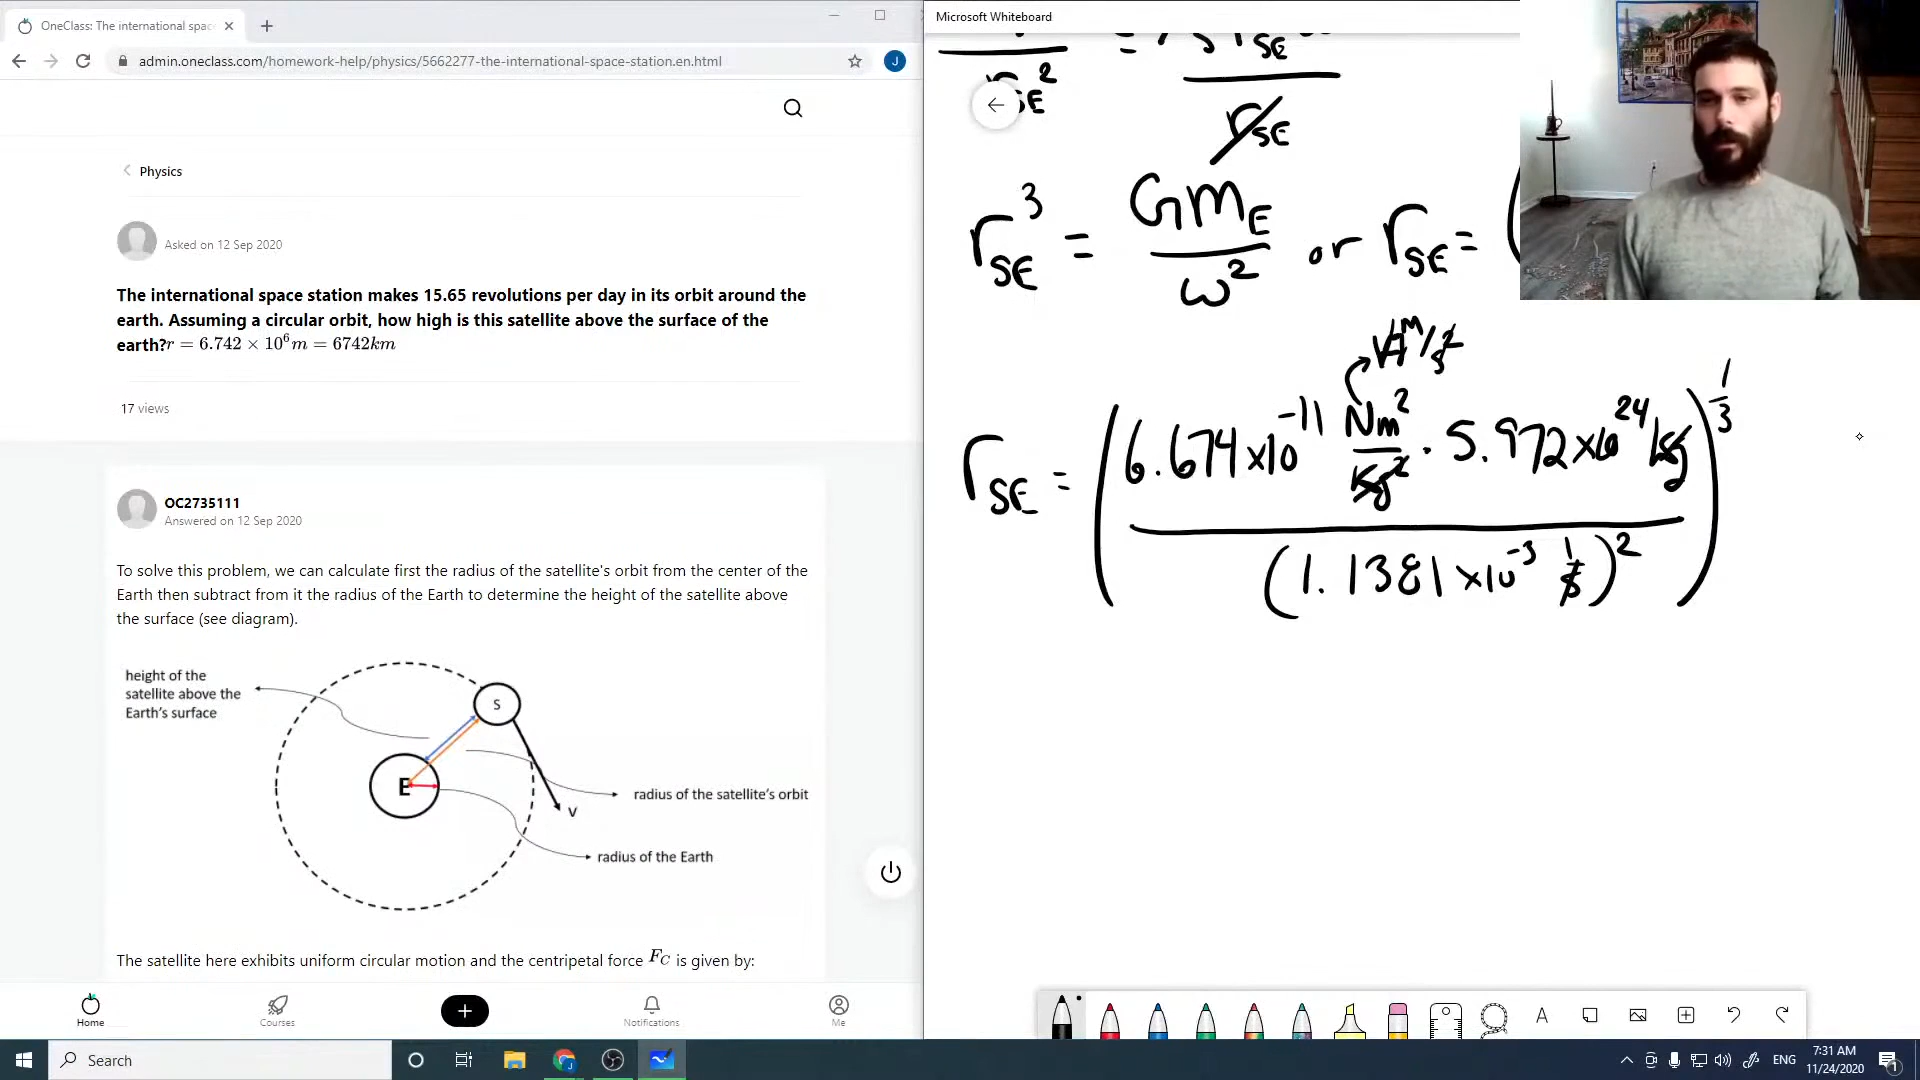 OneClass: The international spac
admin.oneclass.com/homework-help/physics/5662277-the-international-space-station.en.html
J
Physics
Asked on 12 Sep 2020
The international space station makes 15.65 revolutions per day in its orbit around the
earth. Assuming a circular orbit, how high is this satellite above the surface of the
earth?r = 6.742 × 10⁶m = 6742km
17 views
OC2735111
Answered on 12 Sep 2020
To solve this problem, we can calculate first the radius of the satellite's orbit from the center of the
Earth then subtract from it the radius of the Earth to determine the height of the satellite above
the surface (see diagram).
height of the
satellite above the
Earth's surface
S
E
V
radius of the satellite's orbit
radius of the Earth
The satellite here exhibits uniform circular motion and the centripetal force F_C is given by:
Home
Courses
Notifications
Me
Microsoft Whiteboard
r_SE
r_SE³ = Gm_E / ω² or r_SE = (
r_SE = ( 6.674×10⁻¹¹ Nm²/kg² · 5.972×10²⁴ kg / (1.1381×10⁻³ 1/s)² )^1/3
A
Search
ENG
7:31 AM
11/24/2020
1